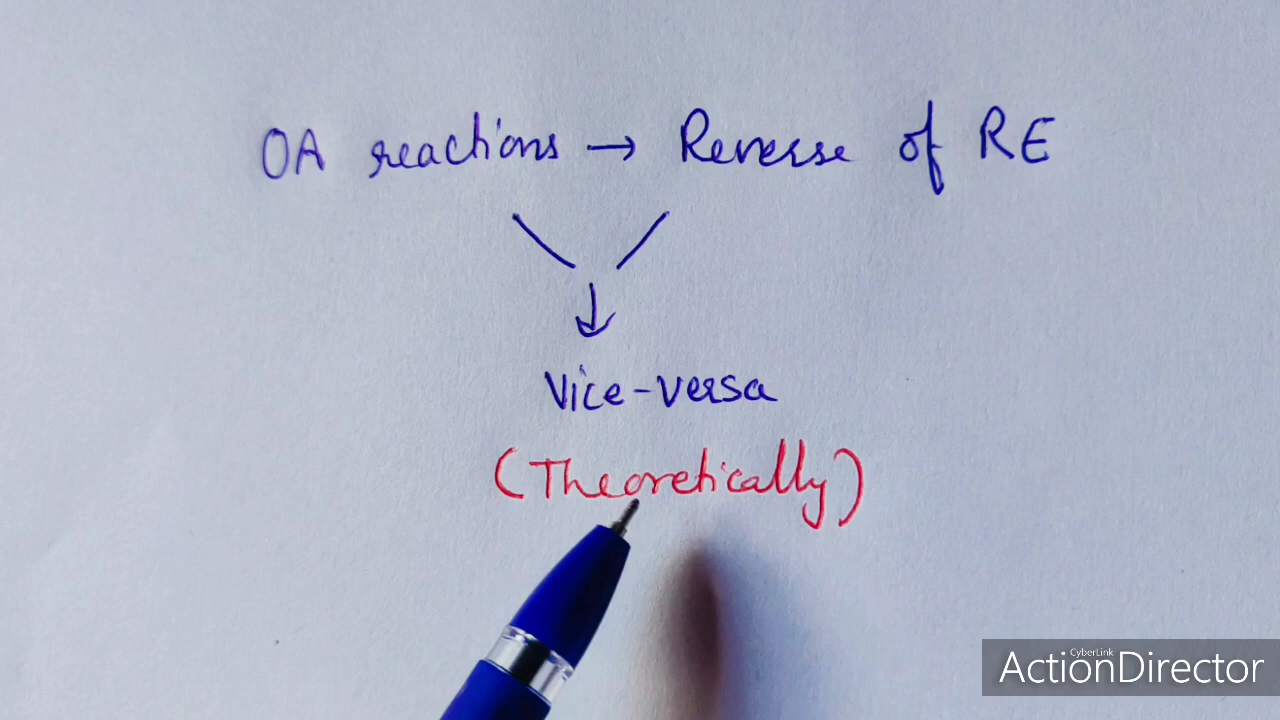 OA reactions → Reverse of RE
Vice-versa
(Theoretically)
CyberLink
ActionDirector